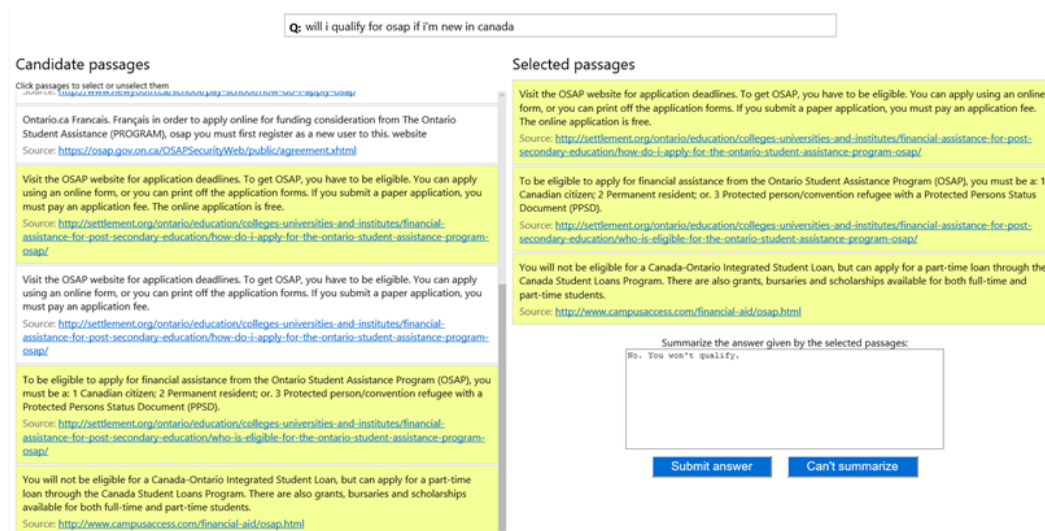 Q: will i qualify for osap if i'm new in canada
Candidate passages
Click passages to select or unselect them
Source: http://www.newyouth.ca/school/pay-school/how-do-i-apply-osap
Ontario.ca Francais. Français in order to apply online for funding consideration from The Ontario
Student Assistance (PROGRAM), osap you must first register as a new user to this. website
Source: https://osap.gov.on.ca/OSAPSecurityWeb/public/agreement.xhtml
Visit the OSAP website for application deadlines. To get OSAP, you have to be eligible. You can apply
using an online form, or you can print off the application forms. If you submit a paper application, you
must pay an application fee. The online application is free.
Source: http://settlement.org/ontario/education/colleges-universities-and-institutes/financial-
assistance-for-post-secondary-education/how-do-i-apply-for-the-ontario-student-assistance-program-
osap/
Visit the OSAP website for application deadlines. To get OSAP, you have to be eligible. You can apply
using an online form, or you can print off the application forms. If you submit a paper application, you
must pay an application fee.
Source: http://settlement.org/ontario/education/colleges-universities-and-institutes/financial-
assistance-for-post-secondary-education/how-do-i-apply-for-the-ontario-student-assistance-program-
osap/
To be eligible to apply for financial assistance from the Ontario Student Assistance Program (OSAP), you
must be a: 1 Canadian citizen; 2 Permanent resident; or. 3 Protected person/convention refugee with a
Protected Persons Status Document (PPSD).
Source: http://settlement.org/ontario/education/colleges-universities-and-institutes/financial-
assistance-for-post-secondary-education/who-is-eligible-for-the-ontario-student-assistance-program-
osap/
You will not be eligible for a Canada-Ontario Integrated Student Loan, but can apply for a part-time
loan through the Canada Student Loans Program. There are also grants, bursaries and scholarships
available for both full-time and part-time students.
Source: http://www.campusaccess.com/financial-aid/osap.html
Selected passages
Visit the OSAP website for application deadlines. To get OSAP, you have to be eligible. You can apply using an online
form, or you can print off the application forms. If you submit a paper application, you must pay an application fee.
The online application is free.
Source: http://settlement.org/ontario/education/colleges-universities-and-institutes/financial-assistance-for-post-
secondary-education/how-do-i-apply-for-the-ontario-student-assistance-program-osap/
To be eligible to apply for financial assistance from the Ontario Student Assistance Program (OSAP), you must be a: 1
Canadian citizen; 2 Permanent resident; or. 3 Protected person/convention refugee with a Protected Persons Status
Document (PPSD).
Source: http://settlement.org/ontario/education/colleges-universities-and-institutes/financial-assistance-for-post-
secondary-education/who-is-eligible-for-the-ontario-student-assistance-program-osap/
You will not be eligible for a Canada-Ontario Integrated Student Loan, but can apply for a part-time loan through the
Canada Student Loans Program. There are also grants, bursaries and scholarships available for both full-time and
part-time students.
Source: http://www.campusaccess.com/financial-aid/osap.html
Summarize the answer given by the selected passages:
No. You won't qualify.
Submit answer
Can't summarize